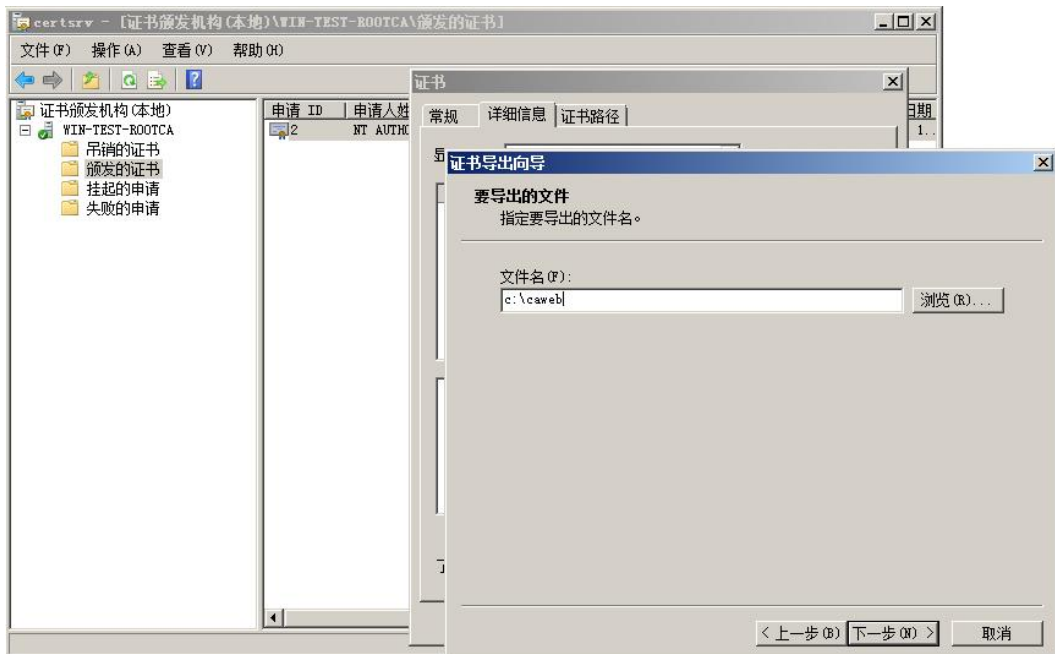 certsrv - [证书颁发机构(本地)\WIN-TEST-ROOTCA\颁发的证书]
文件(F) 操作(A) 查看(V) 帮助(H)
证书颁发机构(本地)
WIN-TEST-ROOTCA
吊销的证书
颁发的证书
挂起的申请
失败的申请
申请 ID 申请人姓
2 NT AUTHO
日期
1..
证书
常规 详细信息 证书路径
证书导出向导
要导出的文件
指定要导出的文件名。
文件名(F):
c:\caweb
浏览(R)...
< 上一步(B) 下一步(N) > 取消